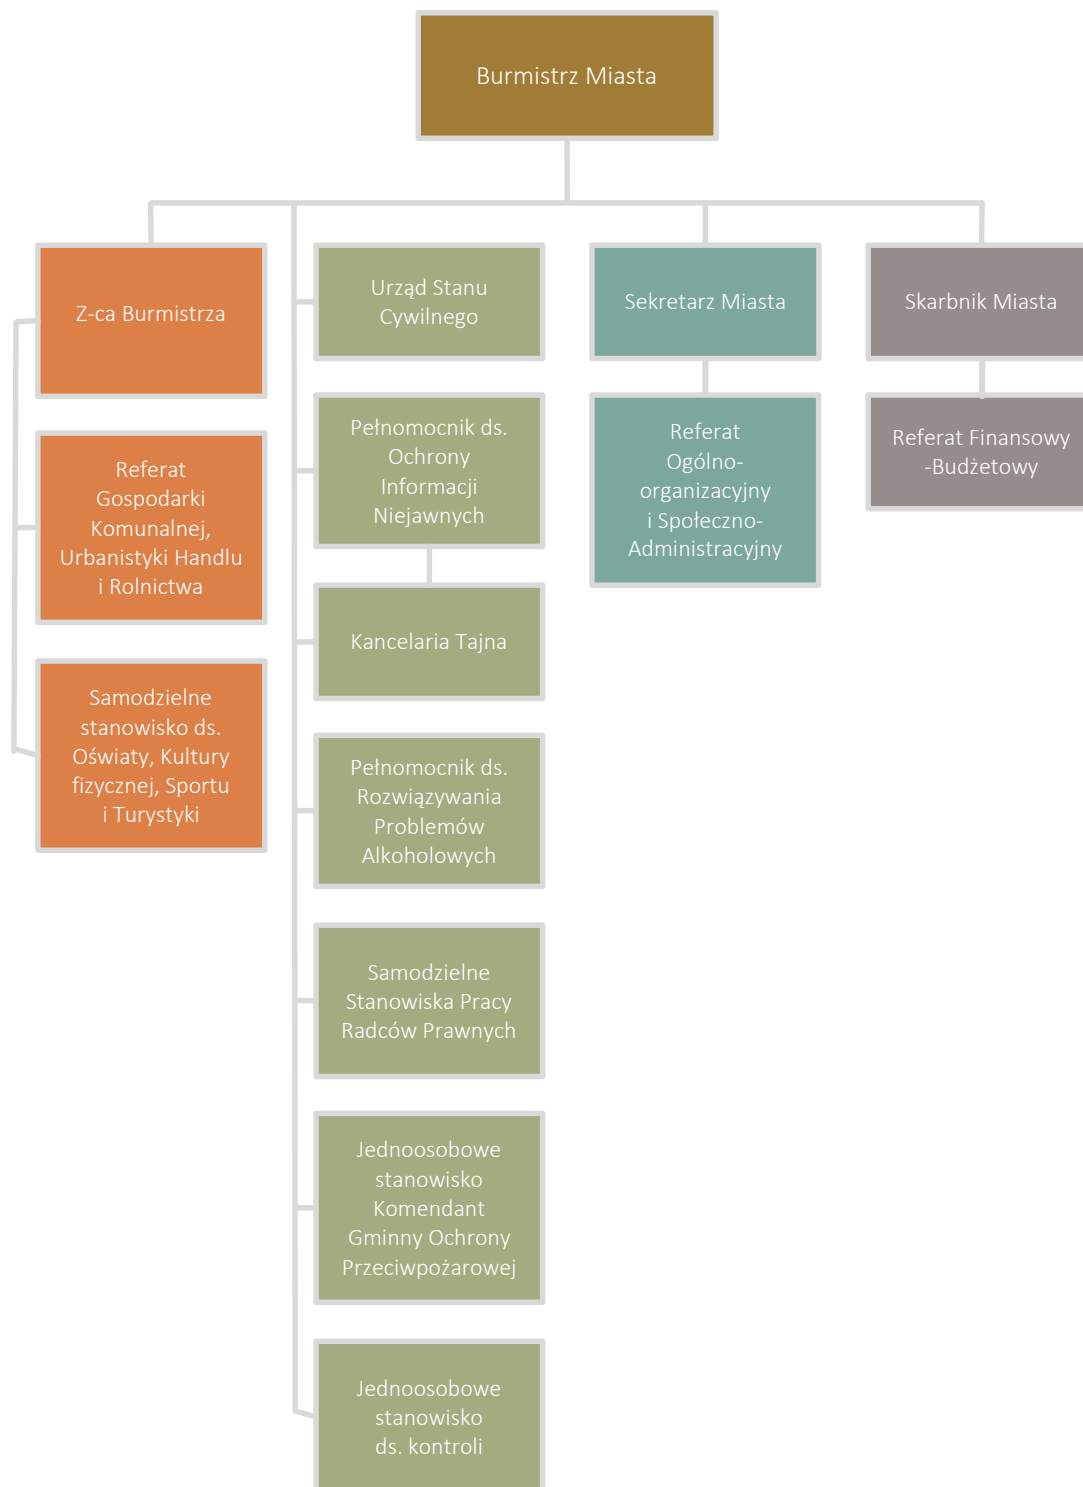 Burmistrz Miasta
Z-ca Burmistrza
Referat
Gospodarki
Komunalnej,
Urbanistyki Handlu
i Rolnictwa
Samodzielne
stanowisko ds.
Oświaty, Kultury
fizycznej, Sportu
i Turystyki
Urząd Stanu
Cywilnego
Pełnomocnik ds.
Ochrony
Informacji
Niejawnych
Kancelaria Tajna
Pełnomocnik ds.
Rozwiązywania
Problemów
Alkoholowych
Samodzielne
Stanowiska Pracy
Radców Prawnych
Jednoosobowe
stanowisko
Komendant
Gminny Ochrony
Przeciwpożarowej
Jednoosobowe
stanowisko
ds. kontroli
Sekretarz Miasta
Referat
Ogólno-
organizacyjny
i Społeczno-
Administracyjny
Skarbnik Miasta
Referat Finansowy
-Budżetowy